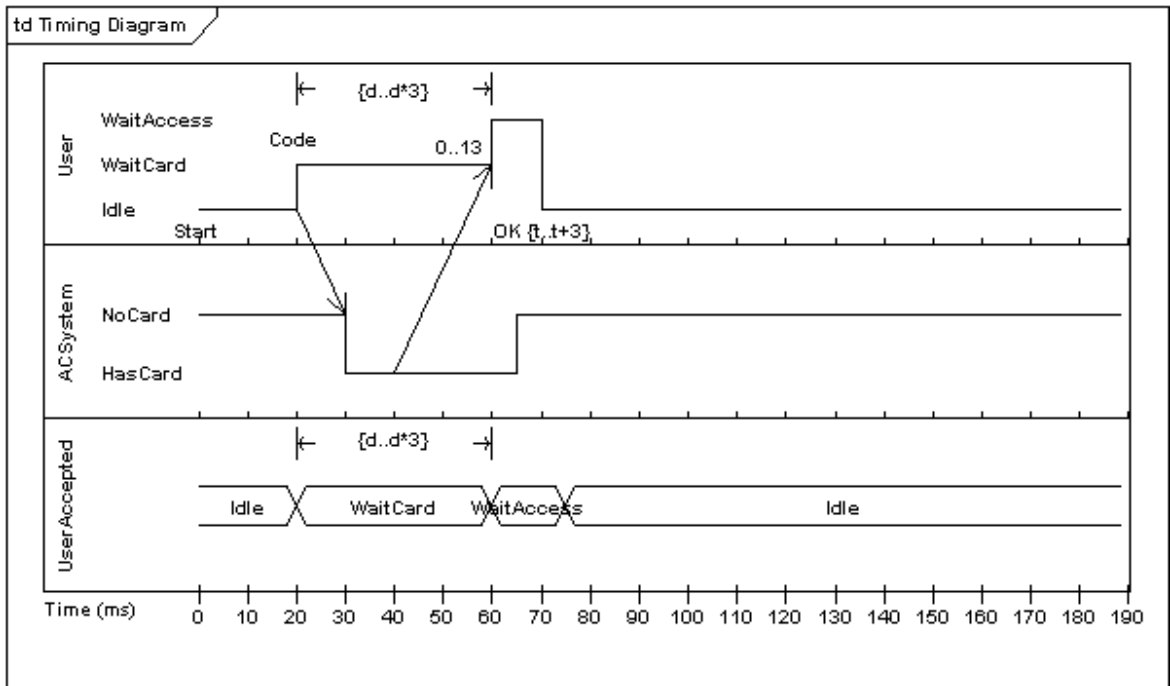 td Timing Diagram
{d..d*3}
WaitAccess
Code
0..13
WaitCard
User
Idle
Start
OK {t..t+3}
ACSystem
NoCard
HasCard
{d..d*3}
UserAccepted
Idle WaitCard WaitAccess Idle
Time (ms)
0 10 20 30 40 50 60 70 80 90 100 110 120 130 140 150 160 170 180 190